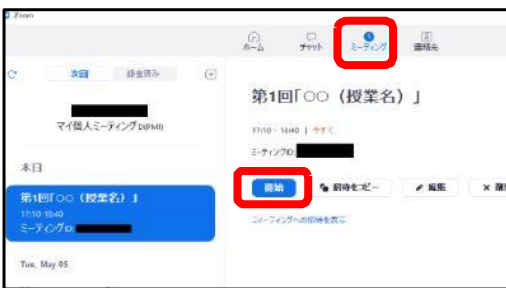 Zoom
ホーム チャット ミーティング 連絡先
次回 録音済み
第1回「○○（授業名）」
マイ個人ミーティングID(PMI)
17:10 - 18:40 | 今すぐ
ミーティングID:
本日
開始 招待をコピー 編集
第1回「○○（授業名）」
17:10-18:40
ミーティングID:
ミーティングへの招待を表示
Tue, May 05